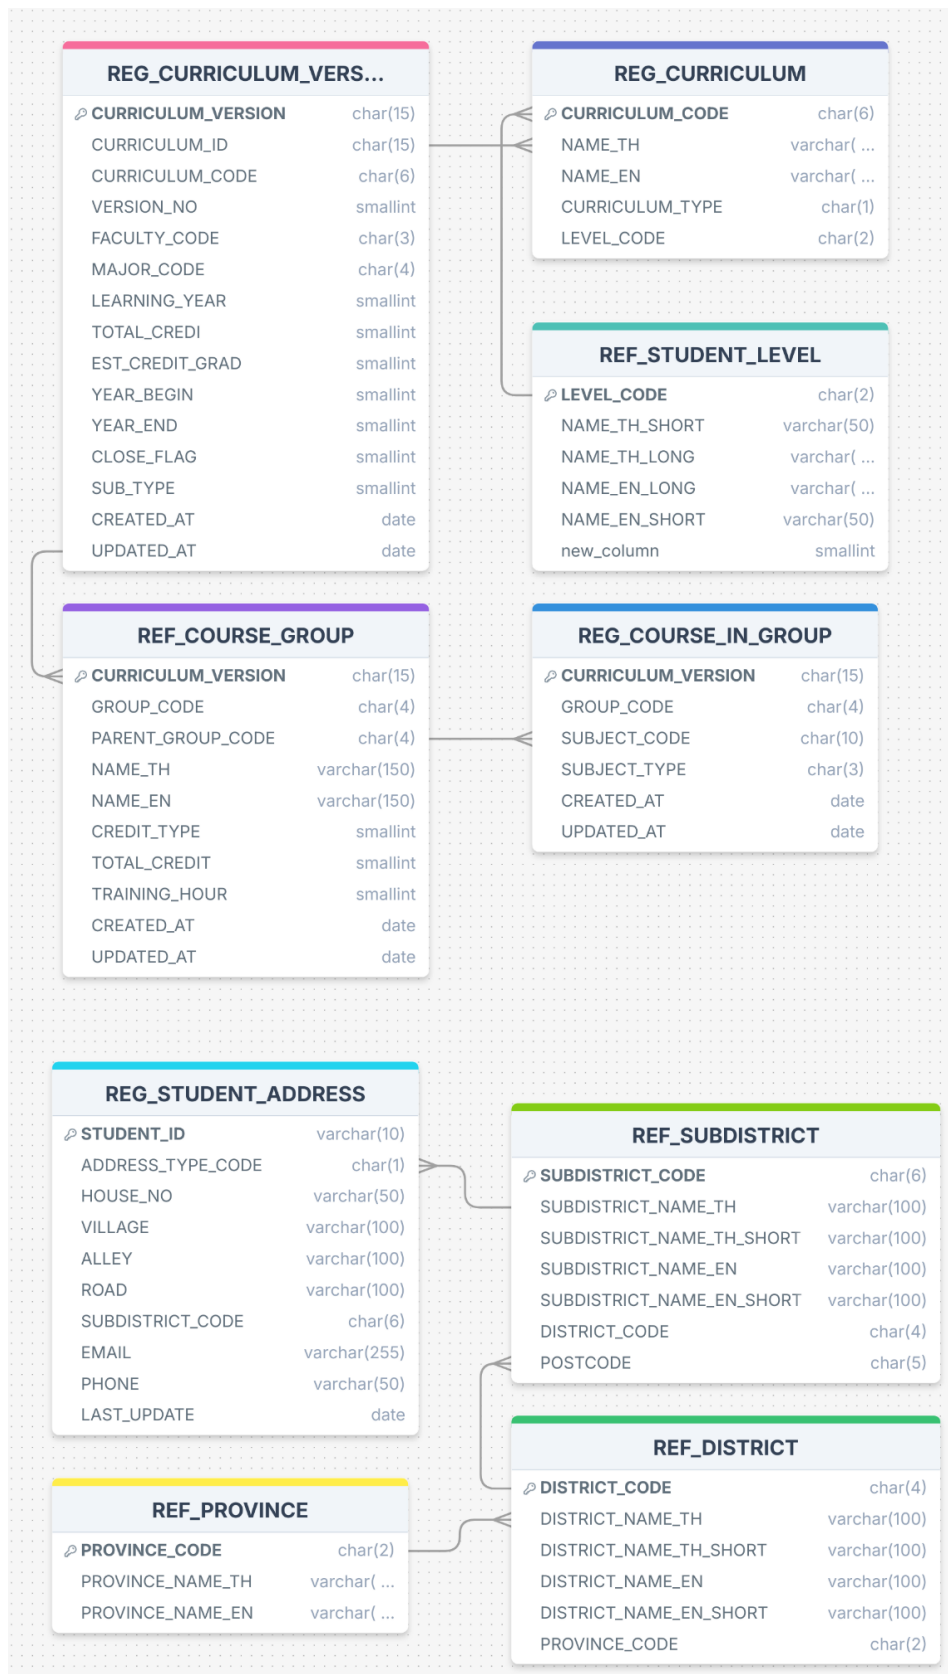 REG_CURRICULUM_VERS...
CURRICULUM_VERSION char(15)
CURRICULUM_ID char(15)
CURRICULUM_CODE char(6)
VERSION_NO smallint
FACULTY_CODE char(3)
MAJOR_CODE char(4)
LEARNING_YEAR smallint
TOTAL_CREDI smallint
EST_CREDIT_GRAD smallint
YEAR_BEGIN smallint
YEAR_END smallint
CLOSE_FLAG smallint
SUB_TYPE smallint
CREATED_AT date
UPDATED_AT date
REG_CURRICULUM
CURRICULUM_CODE char(6)
NAME_TH varchar( ...
NAME_EN varchar( ...
CURRICULUM_TYPE char(1)
LEVEL_CODE char(2)
REF_STUDENT_LEVEL
LEVEL_CODE char(2)
NAME_TH_SHORT varchar(50)
NAME_TH_LONG varchar( ...
NAME_EN_LONG varchar( ...
NAME_EN_SHORT varchar(50)
new_column smallint
REF_COURSE_GROUP
CURRICULUM_VERSION char(15)
GROUP_CODE char(4)
PARENT_GROUP_CODE char(4)
NAME_TH varchar(150)
NAME_EN varchar(150)
CREDIT_TYPE smallint
TOTAL_CREDIT smallint
TRAINING_HOUR smallint
CREATED_AT date
UPDATED_AT date
REG_COURSE_IN_GROUP
CURRICULUM_VERSION char(15)
GROUP_CODE char(4)
SUBJECT_CODE char(10)
SUBJECT_TYPE char(3)
CREATED_AT date
UPDATED_AT date
REG_STUDENT_ADDRESS
STUDENT_ID varchar(10)
ADDRESS_TYPE_CODE char(1)
HOUSE_NO varchar(50)
VILLAGE varchar(100)
ALLEY varchar(100)
ROAD varchar(100)
SUBDISTRICT_CODE char(6)
EMAIL varchar(255)
PHONE varchar(50)
LAST_UPDATE date
REF_SUBDISTRICT
SUBDISTRICT_CODE char(6)
SUBDISTRICT_NAME_TH varchar(100)
SUBDISTRICT_NAME_TH_SHORT varchar(100)
SUBDISTRICT_NAME_EN varchar(100)
SUBDISTRICT_NAME_EN_SHORT varchar(100)
DISTRICT_CODE char(4)
POSTCODE char(5)
REF_PROVINCE
PROVINCE_CODE char(2)
PROVINCE_NAME_TH varchar( ...
PROVINCE_NAME_EN varchar( ...
REF_DISTRICT
DISTRICT_CODE char(4)
DISTRICT_NAME_TH varchar(100)
DISTRICT_NAME_TH_SHORT varchar(100)
DISTRICT_NAME_EN varchar(100)
DISTRICT_NAME_EN_SHORT varchar(100)
PROVINCE_CODE char(2)